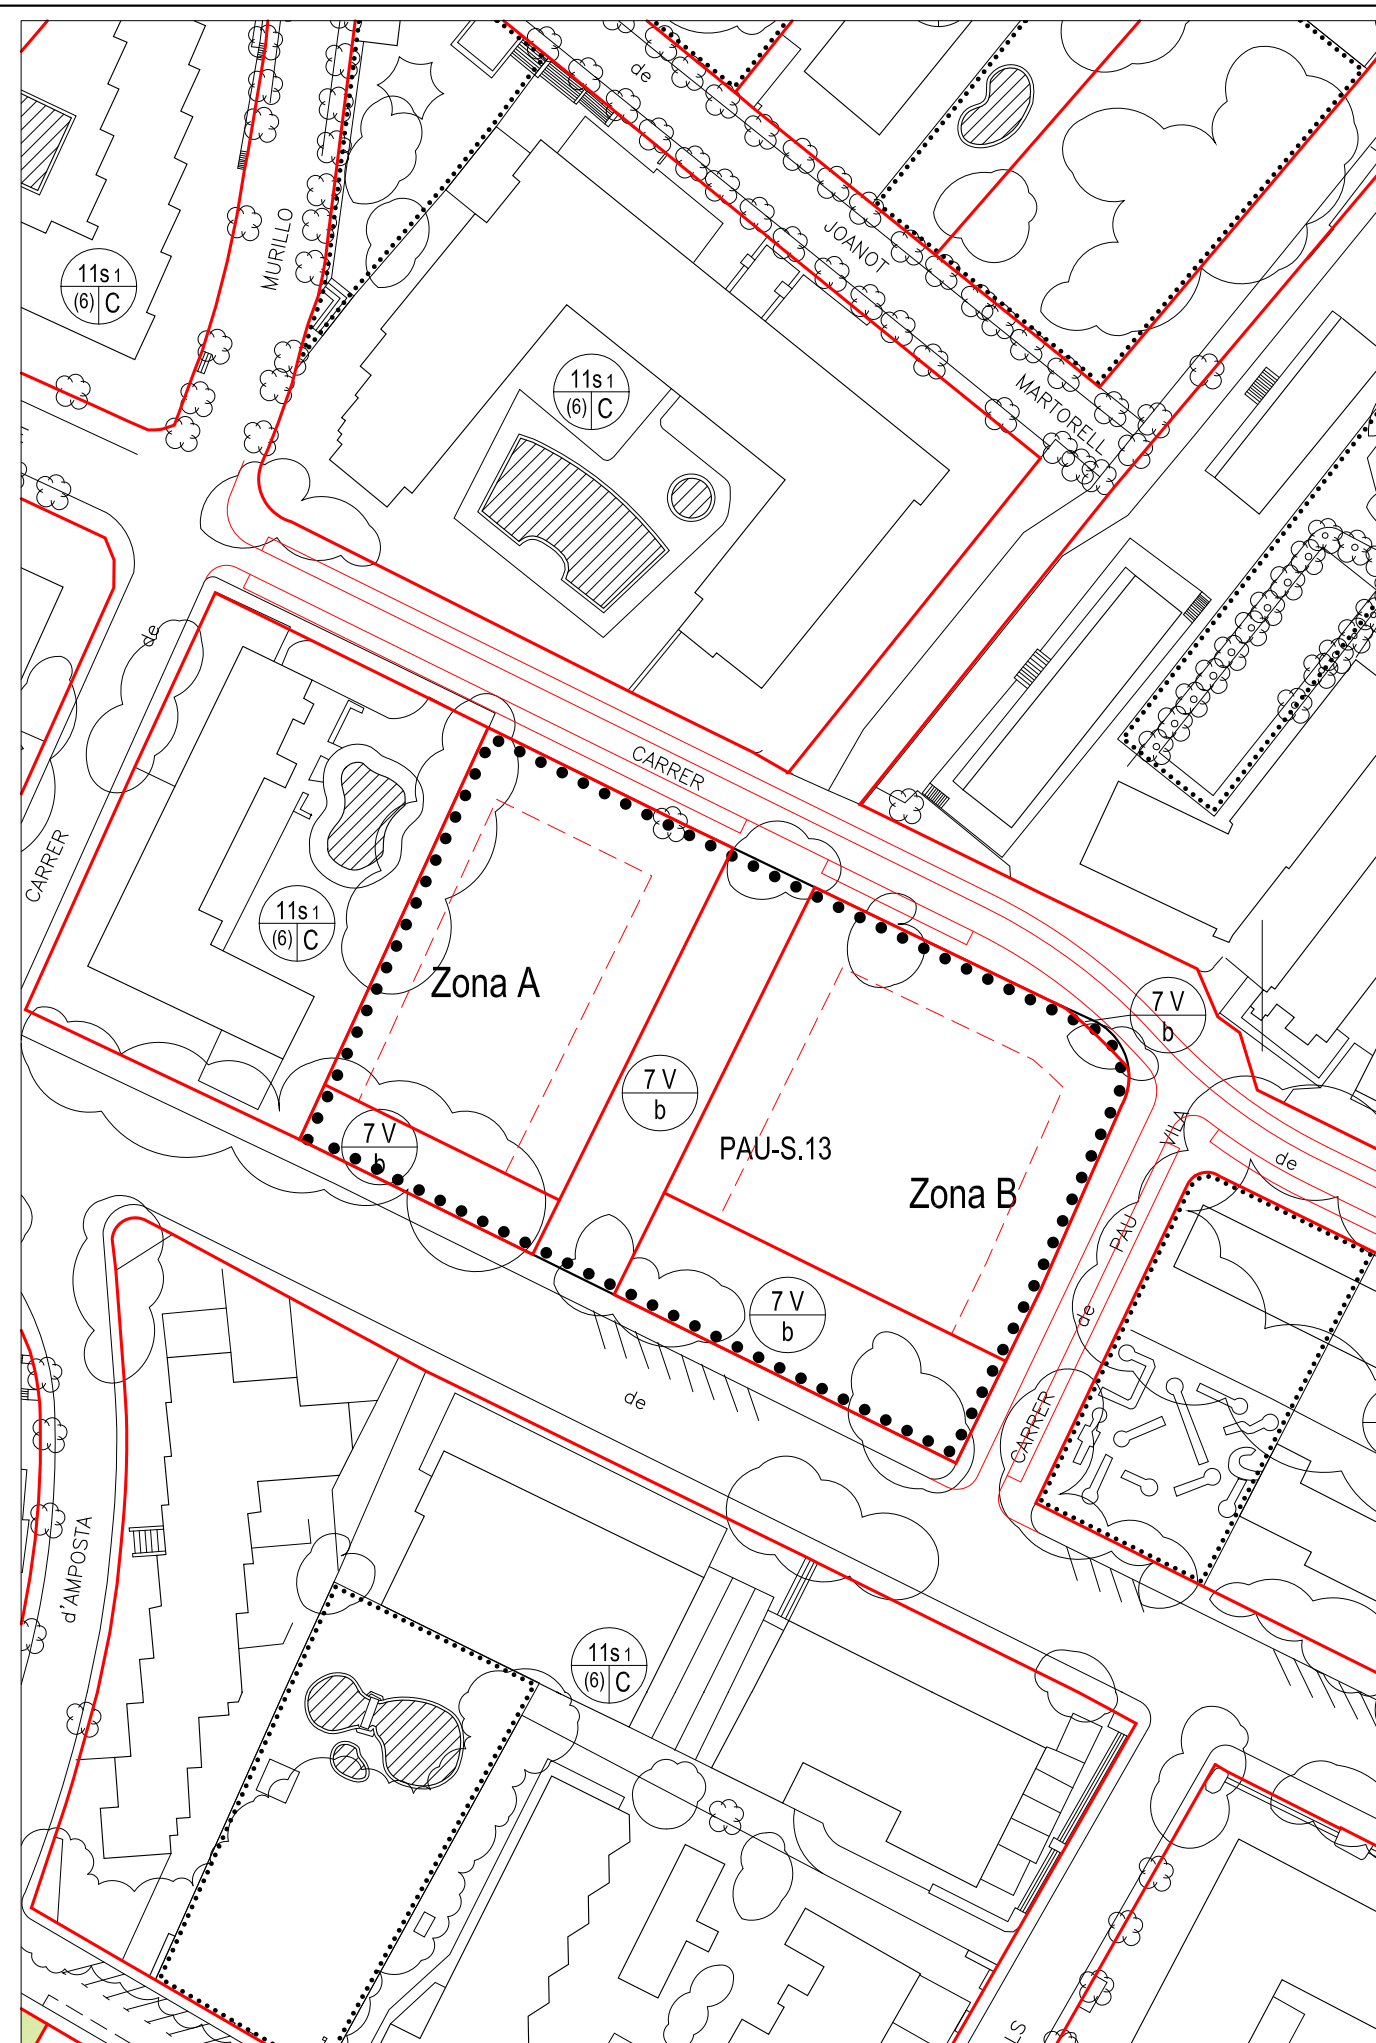 de
MURILLO
JOANOT
11s 1
(6) C
11s 1
(6) C
MARTORELL
de
CARRER
CARRER
11s 1
(6) C
Zona A
7 V
b
7 V
b
7 V
b
PAU-S.13
VILA
de
Zona B
PAU
de
7 V
b
de
CARRER
d'AMPOSTA
11s 1
(6) C